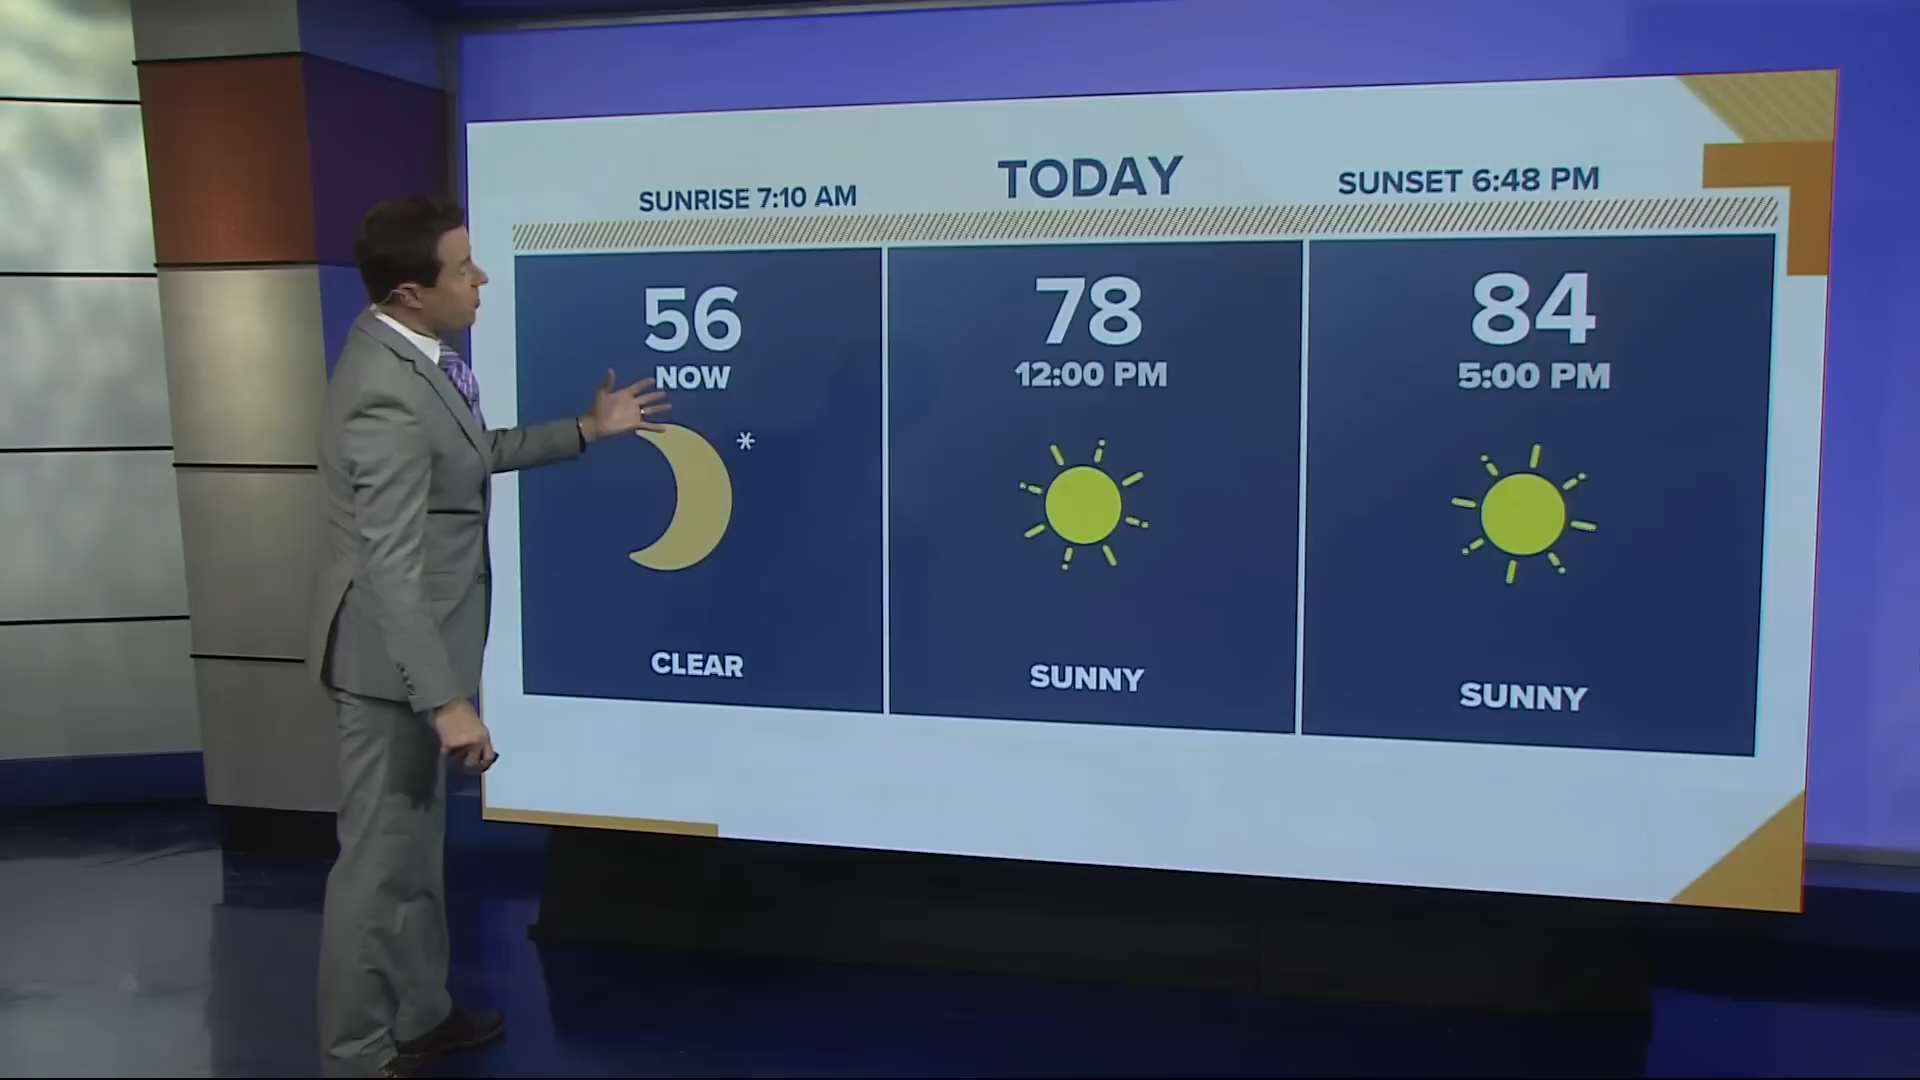 TODAY
SUNRISE 7:10 AM
SUNSET 6:48 PM
56
NOW
CLEAR
78
12:00 PM
SUNNY
84
5:00 PM
SUNNY